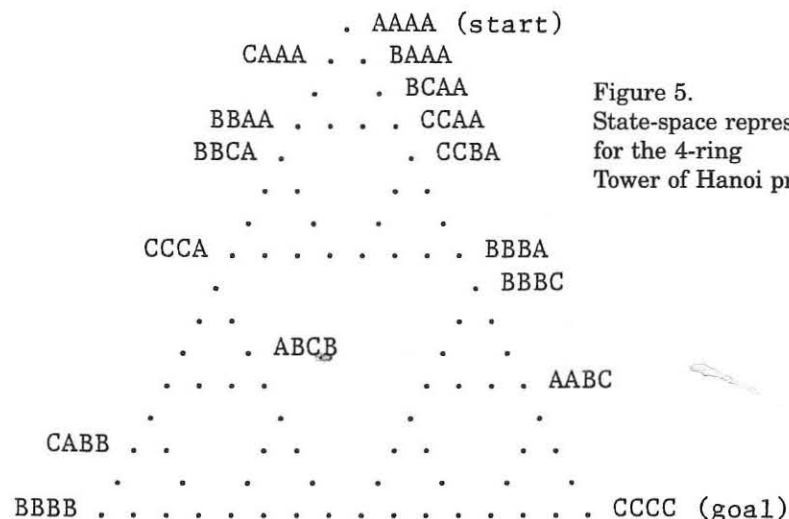 AAAA (start)
CAAA BAAA
BCAA
BBAA CCAA
BBCA CCBA
CCCA BBBA
BBBC
ABCB
AABC
CABB
BBBB CCCC (goal)
Figure 5.
State-space repres
for the 4-ring
Tower of Hanoi pr